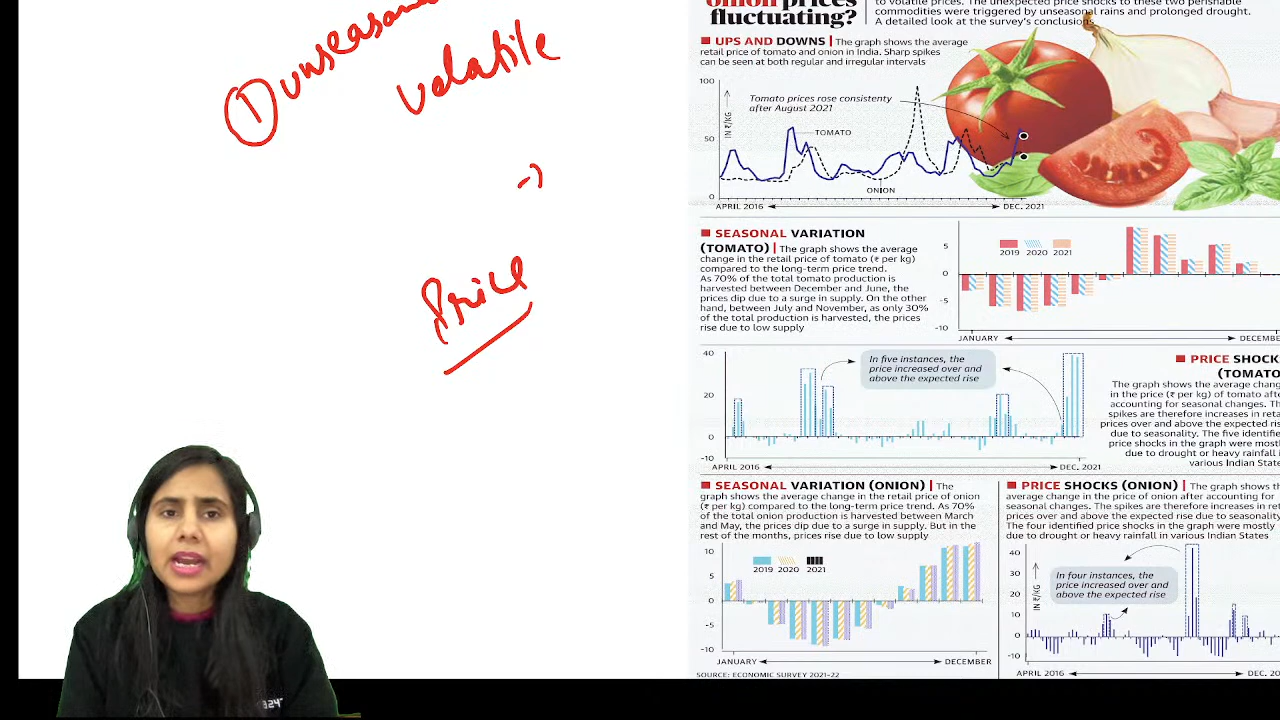 ① unseasona
volatile
->
Price
onion prices
fluctuating?
to volatile prices. The unexpected price shocks to these two perishable
commodities were triggered by unseasonal rains and prolonged drought.
A detailed look at the survey's conclusions.
■ UPS AND DOWNS | The graph shows the average
retail price of tomato and onion in India. Sharp spikes
can be seen at both regular and irregular intervals
100
50
0
IN ₹/KG
Tomato prices rose consistenty
after August 2021
TOMATO
ONION
APRIL 2016
DEC. 2021
■ SEASONAL VARIATION
(TOMATO) | The graph shows the average
change in the retail price of tomato (₹ per kg)
compared to the long-term price trend.
As 70% of the total tomato production is
harvested between December and June, the
prices dip due to a surge in supply. On the other
hand, between July and November, as only 30%
of the total production is harvested, the prices
rise due to low supply
5
0
-5
-10
2019 2020 2021
JANUARY
DECEMBE
40
20
0
-10
In five instances, the
price increased over and
above the expected rise
APRIL 2016
DEC. 2021
■ PRICE SHOCK
(TOMATO
The graph shows the average chang
in the price (₹ per kg) of tomato after
accounting for seasonal changes. Th
spikes are therefore increases in reta
prices over and above the expected rise
due to seasonality. The five identifie
price shocks in the graph were mostl
due to drought or heavy rainfall in
various Indian States
■ SEASONAL VARIATION (ONION) | The
graph shows the average change in the retail price of onion
(₹ per kg) compared to the long-term price trend. As 70%
of the total onion production is harvested between March
and May, the prices dip due to a surge in supply. But in the
rest of the months, prices rise due to low supply
10
5
0
-5
-10
2019 2020 2021
JANUARY
DECEMBER
SOURCE: ECONOMIC SURVEY 2021-22
■ PRICE SHOCKS (ONION) | The graph shows th
average change in the price of onion after accounting for
seasonal changes. The spikes are therefore increases in ret
prices over and above the expected rise due to seasonality
The four identified price shocks in the graph were mostly
due to drought or heavy rainfall in various Indian States
40
30
20
10
0
-10
IN ₹/KG
In four instances, the
price increased over and
above the expected rise
APRIL 2016
DEC. 20